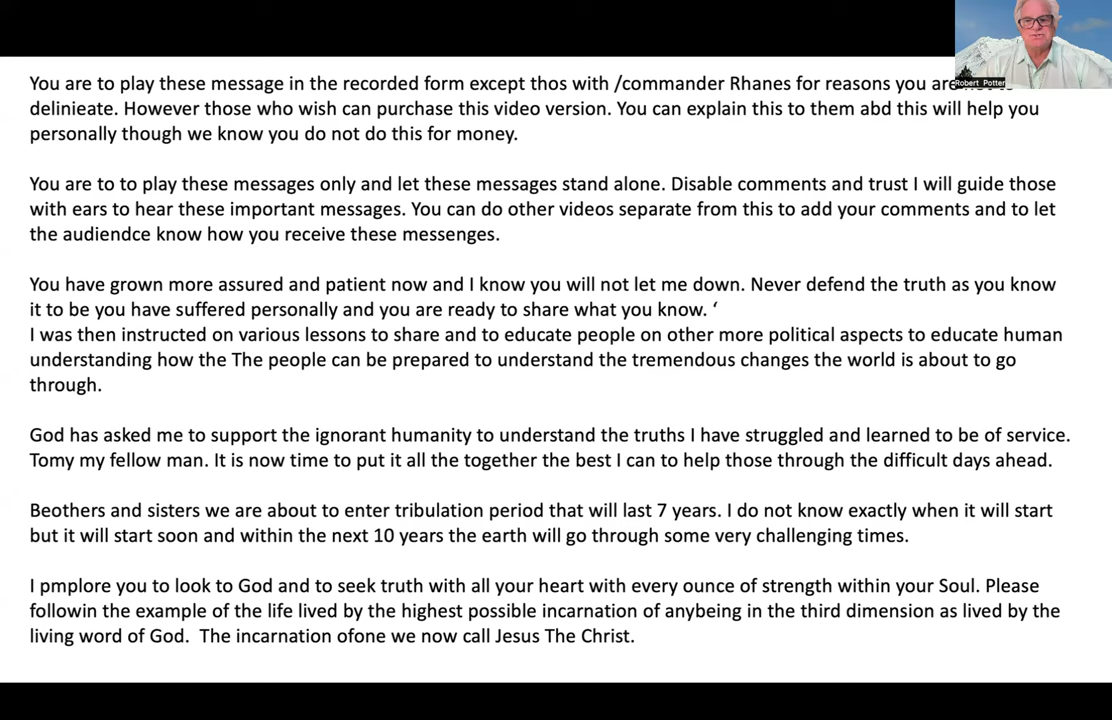 You are to play these message in the recorded form except thos with /commander Rhanes for reasons you are
delinieate. However those who wish can purchase this video version. You can explain this to them abd this will help you
personally though we know you do not do this for money.
You are to to play these messages only and let these messages stand alone. Disable comments and trust I will guide those
with ears to hear these important messages. You can do other videos separate from this to add your comments and to let
the audiendce know how you receive these messenges.
You have grown more assured and patient now and I know you will not let me down. Never defend the truth as you know
it to be you have suffered personally and you are ready to share what you know. ‘
I was then instructed on various lessons to share and to educate people on other more political aspects to educate human
understanding how the The people can be prepared to understand the tremendous changes the world is about to go
through.
God has asked me to support the ignorant humanity to understand the truths I have struggled and learned to be of service.
Tomy my fellow man. It is now time to put it all the together the best I can to help those through the difficult days ahead.
Beothers and sisters we are about to enter tribulation period that will last 7 years. I do not know exactly when it will start
but it will start soon and within the next 10 years the earth will go through some very challenging times.
I pmplore you to look to God and to seek truth with all your heart with every ounce of strength within your Soul. Please
followin the example of the life lived by the highest possible incarnation of anybeing in the third dimension as lived by the
living word of God.  The incarnation ofone we now call Jesus The Christ.
Robert Potter